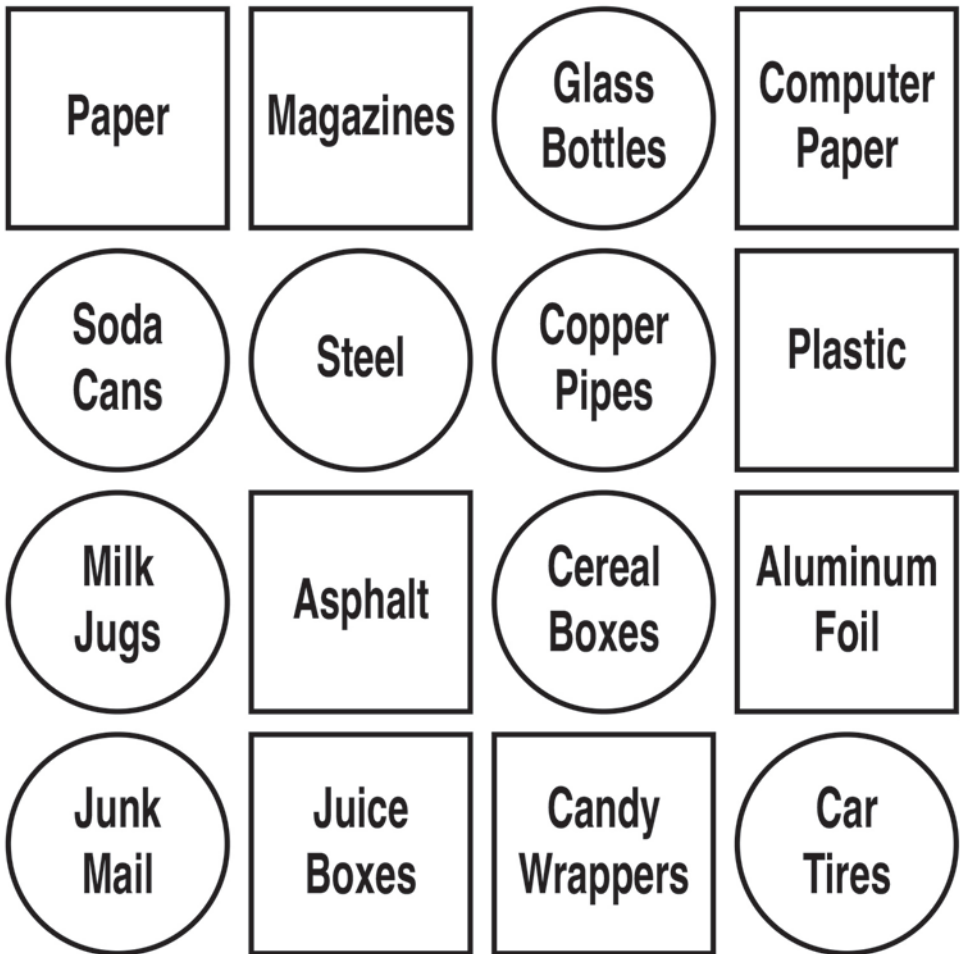 Paper
Magazines
Glass
Bottles
Computer
Paper
Soda
Cans
Steel
Copper
Pipes
Plastic
Milk
Jugs
Asphalt
Cereal
Boxes
Aluminum
Foil
Junk
Mail
Juice
Boxes
Candy
Wrappers
Car
Tires